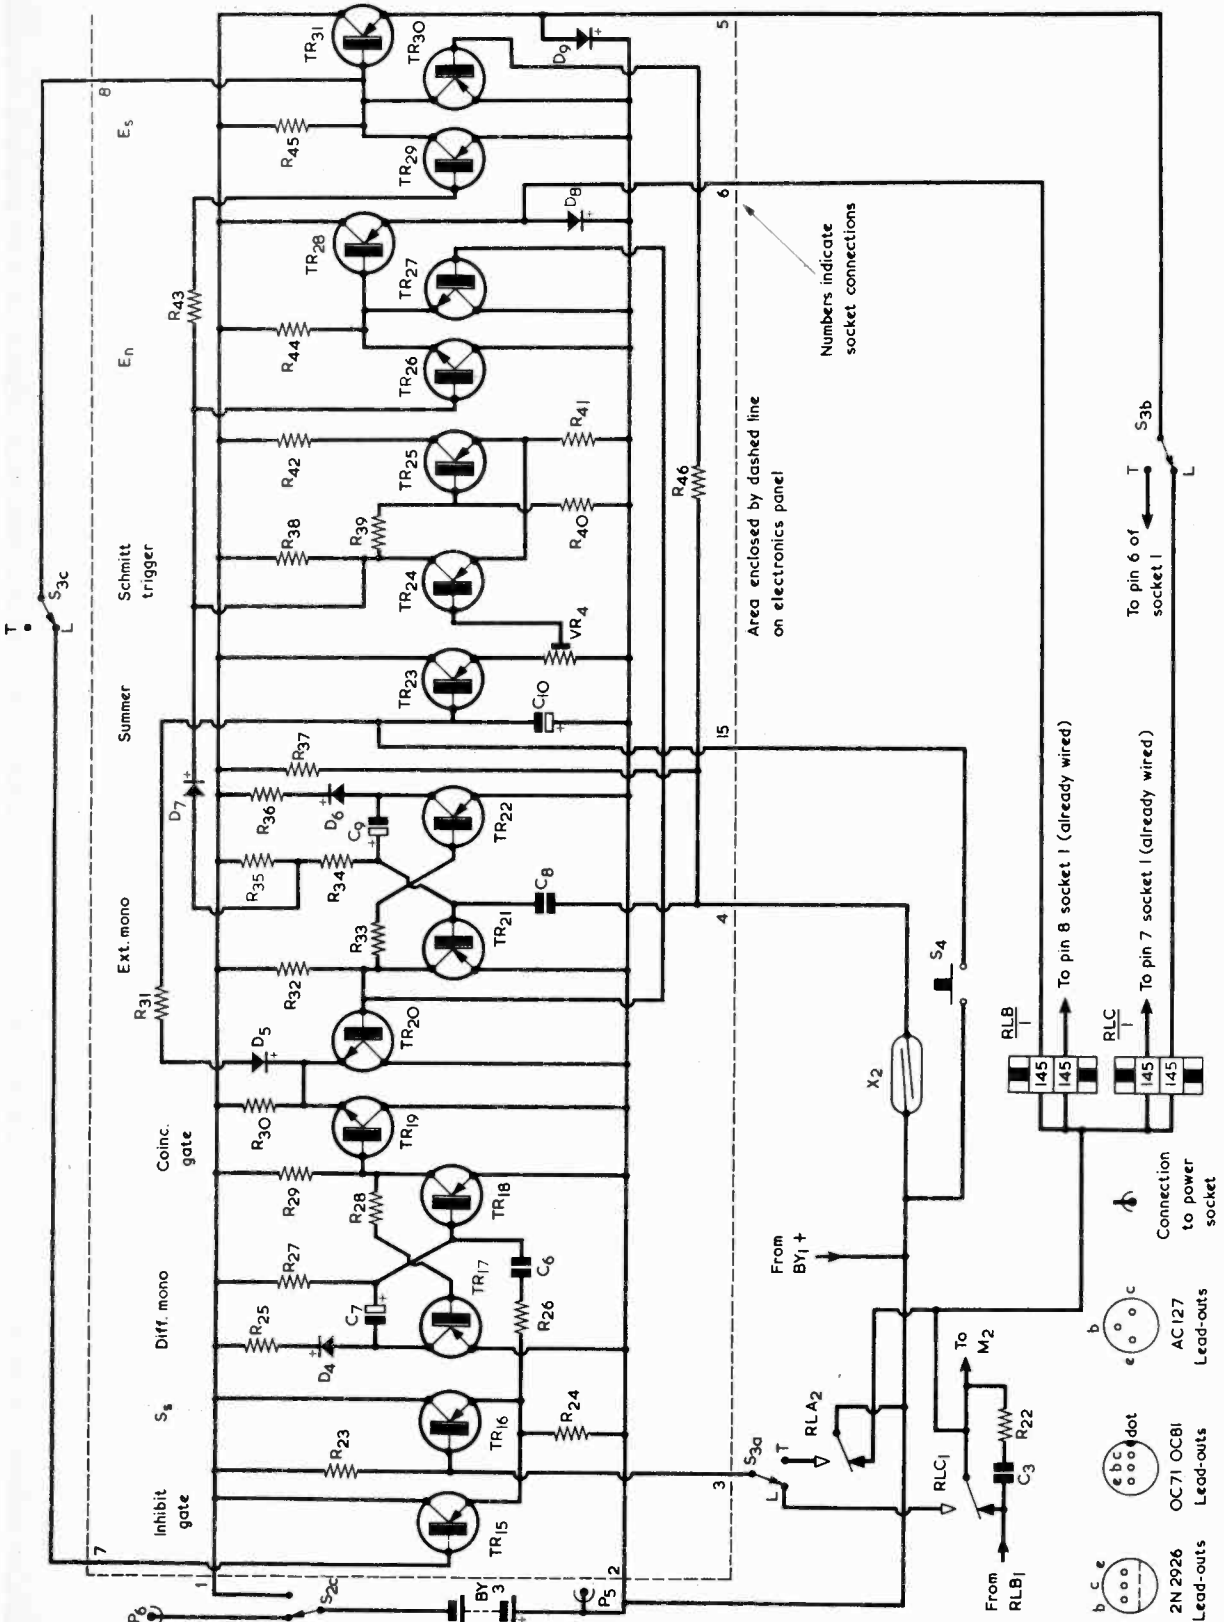 T
S3c
L
8
5
Es
En
Schmitt
trigger
Summer
Ext. mono
Coinc.
gate
Diff. mono
Ss
Inhibit
gate
7
1
TR31
TR30
D9
R45
TR29
R43
TR28
D8
6
TR27
R44
TR26
R42
TR25
R41
R38
R39
R40
TR24
VR4
R46
TR23
C10
15
R37
D7
R36
D6
C9
TR22
R35
R34
C8
R33
TR21
4
R32
R31
TR20
D5
R30
TR19
R29
R28
TR18
R27
TR17
C6
C7
R26
R25
D4
TR16
R24
R23
3
TR15
2
P6
S2c
BY
3
P5
Numbers indicate
socket connections
Area enclosed by dashed line
on electronics panel
S3b
T
L
To pin 6 of
socket 1
To pin 8 socket 1 (already wired)
To pin 7 socket 1 (already wired)
S4
X2
RLB
1
145
145
RLC
1
145
145
From
BY1 +
Connection
to power
socket
RLA2
S3a
T
L
To
M2
RLC1
R22
C3
From
RLB1
b
c
e
AC127
Lead-outs
e b c
dot
OC71 OC81
Lead-outs
b c e
2N 2926
Lead-outs